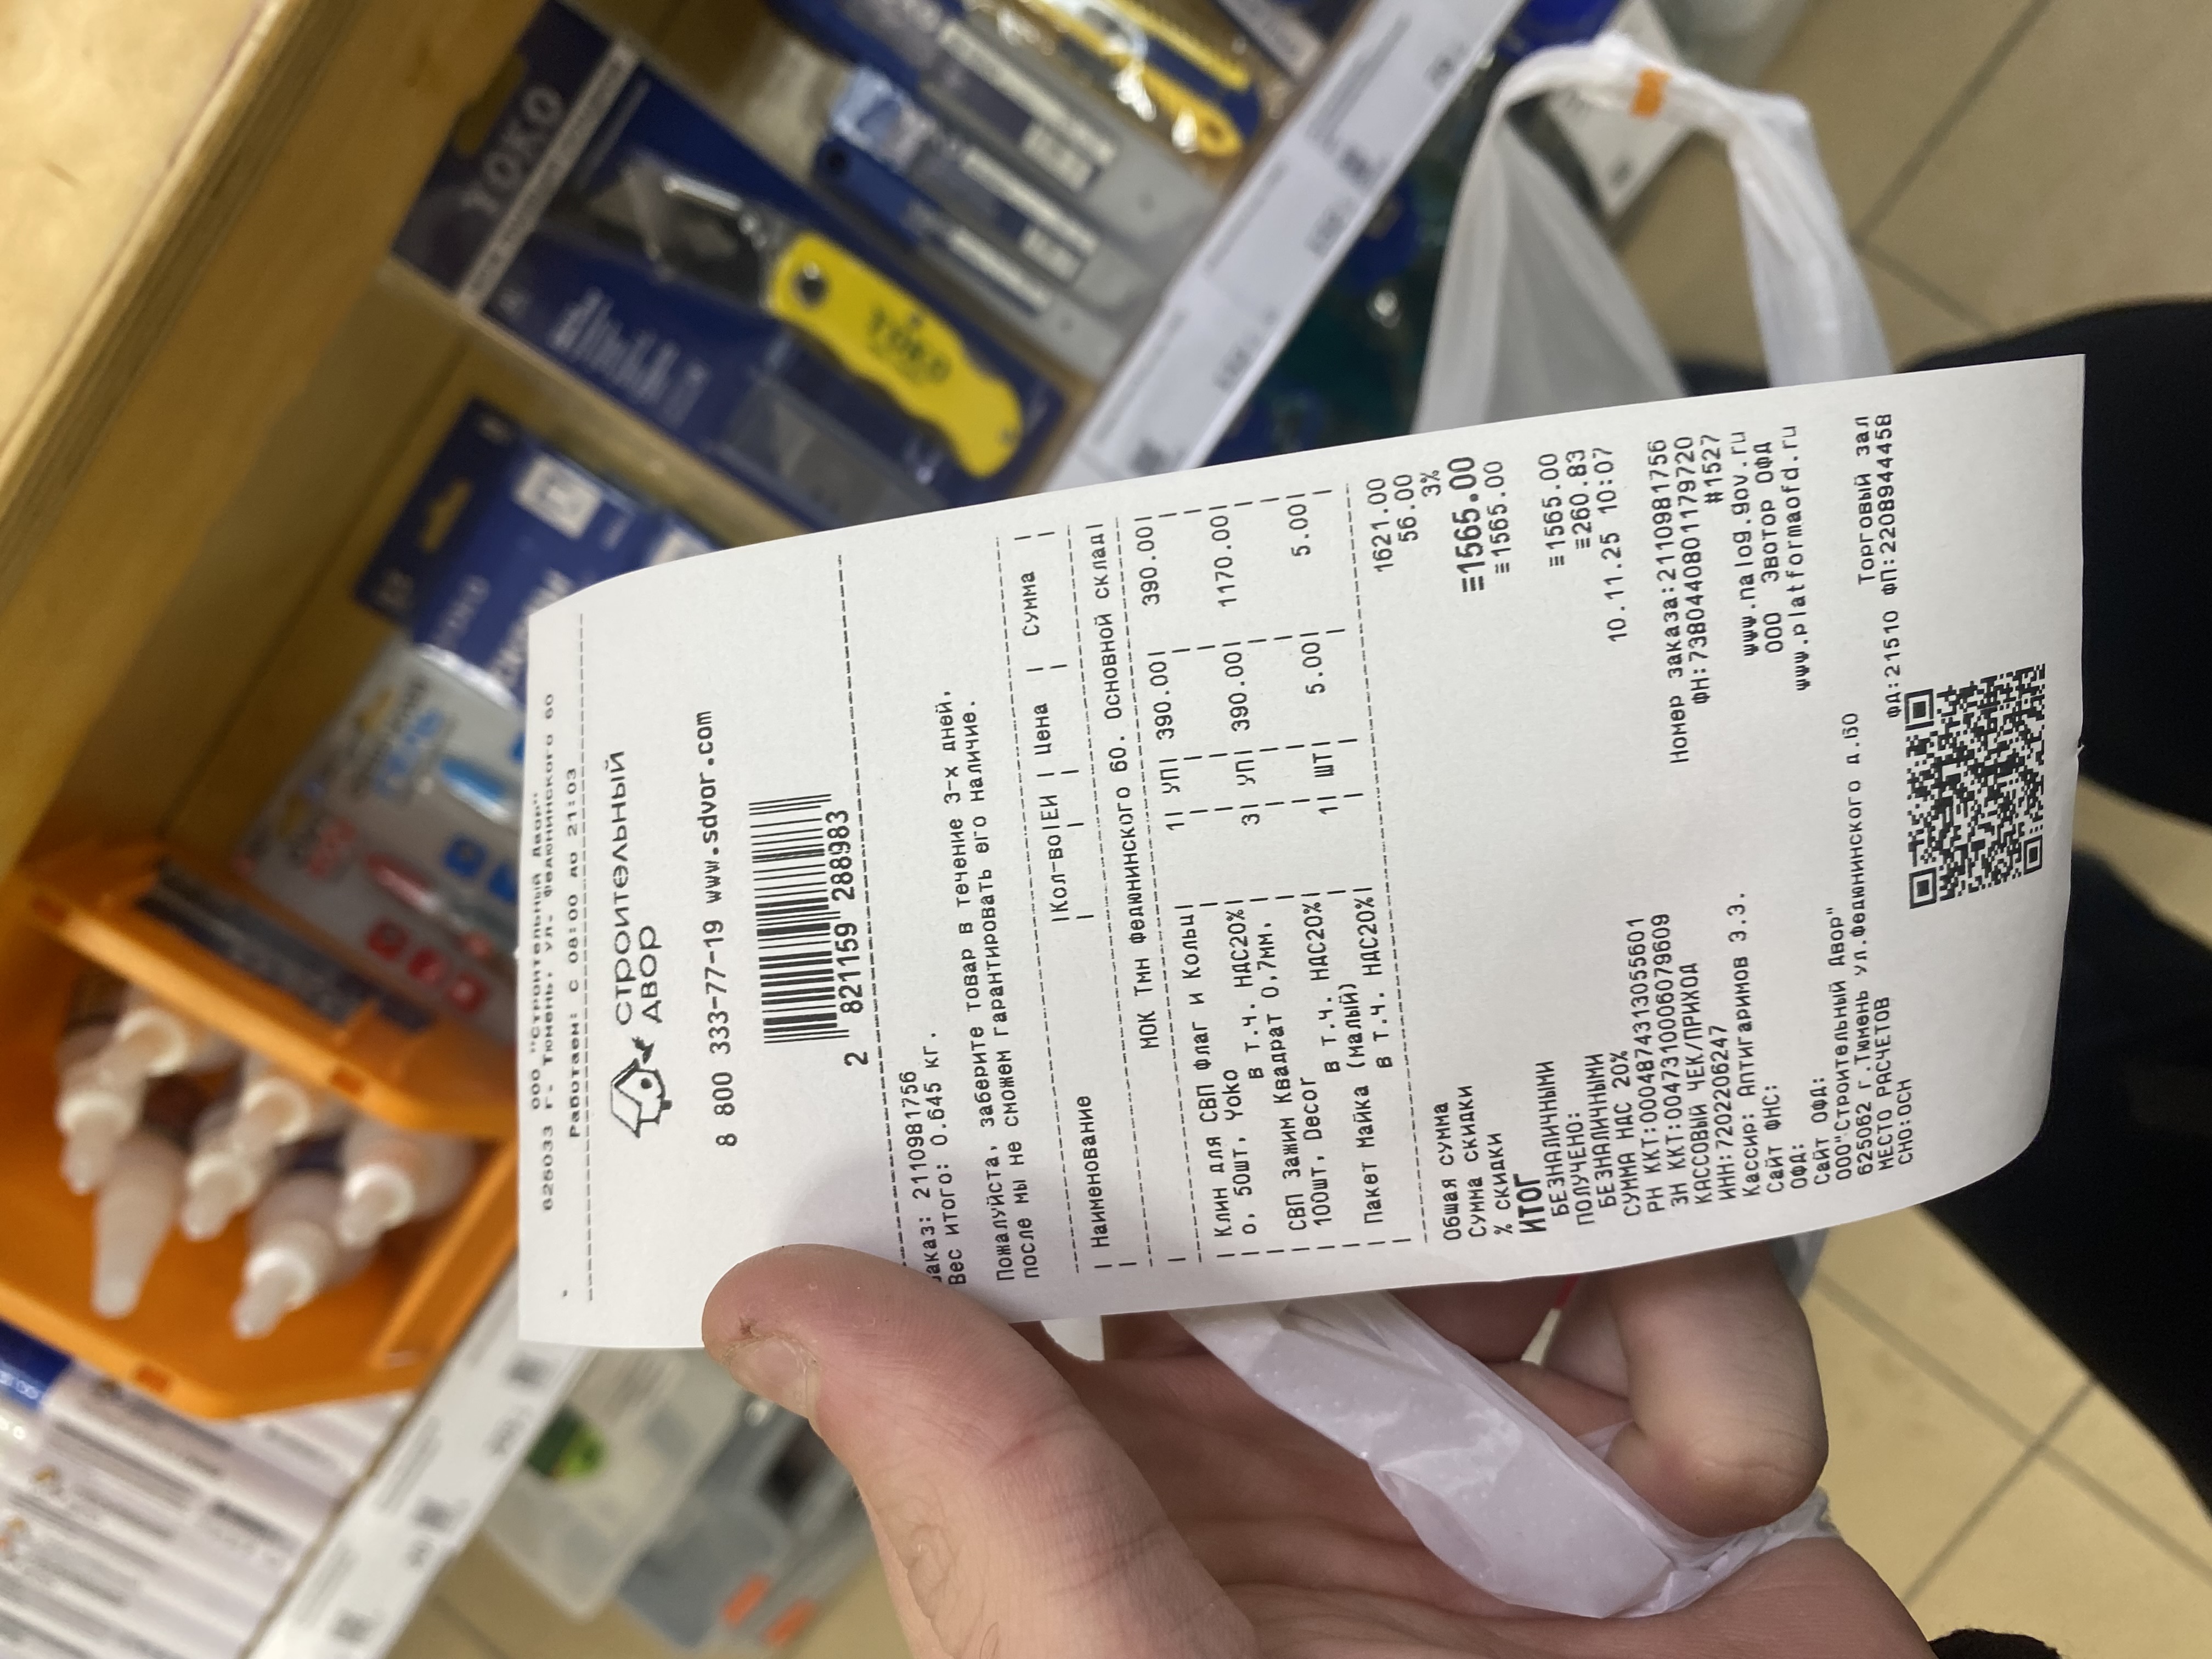 ООО "Строительный Двор"
625033 г. Тюмень, ул. Федюнинского 60
Работаем: с 08:00 до 21:03
СТРОИТЕЛЬНЫЙ
ДВОР
8 800 333-77-19 www.sdvor.com
2 821159 288983
аказ: 2110981756
Вес итого: 0.645 кг.
Пожалуйста, заберите товар в течение 3-х дней,
после мы не сможем гарантировать его наличие.
| Наименование |Кол-во|ЕИ | Цена | Сумма |
МОК Тмн Федюнинского 60. Основной склад|
| Клин для СВП Флаг и Кольц| 1| УП| 390.00| 390.00|
| о, 50шт, Yoko
в т.ч. НДС20%|
| СВП Зажим Квадрат 0,7мм, | 3| УП| 390.00| 1170.00|
| 100шт, Decor
в т.ч. НДС20%|
| Пакет Майка (малый) | 1| ШТ| 5.00| 5.00|
в т.ч. НДС20%|
Общая сумма 1621.00
Сумма скидки 56.00
% скидки 3%
ИТОГ ≡1565.00
БЕЗНАЛИЧНЫМИ ≡1565.00
ПОЛУЧЕНО:
БЕЗНАЛИЧНЫМИ ≡1565.00
СУММА НДС 20% ≡260.83
РН ККТ:0004874313055601 10.11.25 10:07
ЗН ККТ:0047310006079609
КАССОВЫЙ ЧЕК/ПРИХОД Номер заказа:2110981756
ИНН:7202206247 ФН:7380440801179720
Кассир: Аптигаримов З.З. #1527
Сайт ФНС: www.nalog.gov.ru
ОФД: ООО Эвотор ОФД
Сайт ОФД: www.platformaofd.ru
ООО"Строительный Двор"
625062 г.Тюмень ул.Федюнинского д.60
МЕСТО РАСЧЕТОВ Торговый зал
СНО:ОСН ФД:21510 ФП:2208944458
YOKO
YOKO